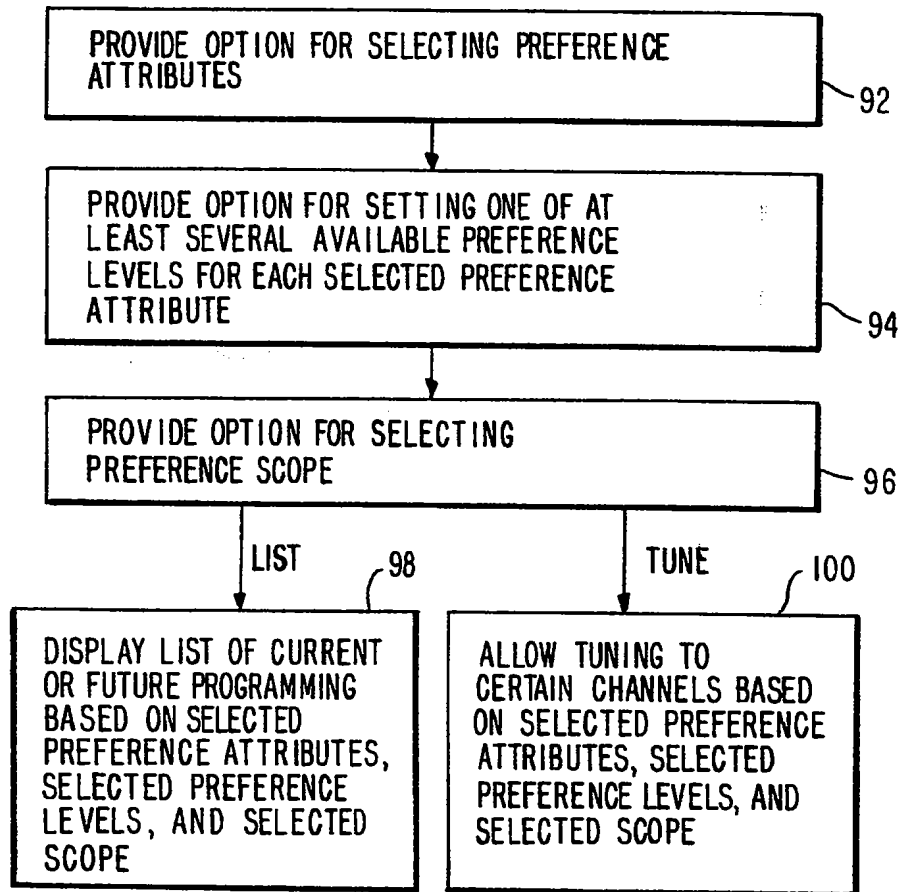 PROVIDE OPTION FOR SELECTING PREFERENCE
ATTRIBUTES
92
PROVIDE OPTION FOR SETTING ONE OF AT
LEAST SEVERAL AVAILABLE PREFERENCE
LEVELS FOR EACH SELECTED PREFERENCE
ATTRIBUTE
94
PROVIDE OPTION FOR SELECTING
PREFERENCE SCOPE
96
LIST
98
TUNE
100
DISPLAY LIST OF CURRENT
OR FUTURE PROGRAMMING
BASED ON SELECTED
PREFERENCE ATTRIBUTES,
SELECTED PREFERENCE
LEVELS, AND SELECTED
SCOPE
ALLOW TUNING TO
CERTAIN CHANNELS BASED
ON SELECTED PREFERENCE
ATTRIBUTES, SELECTED
PREFERENCE LEVELS, AND
SELECTED SCOPE